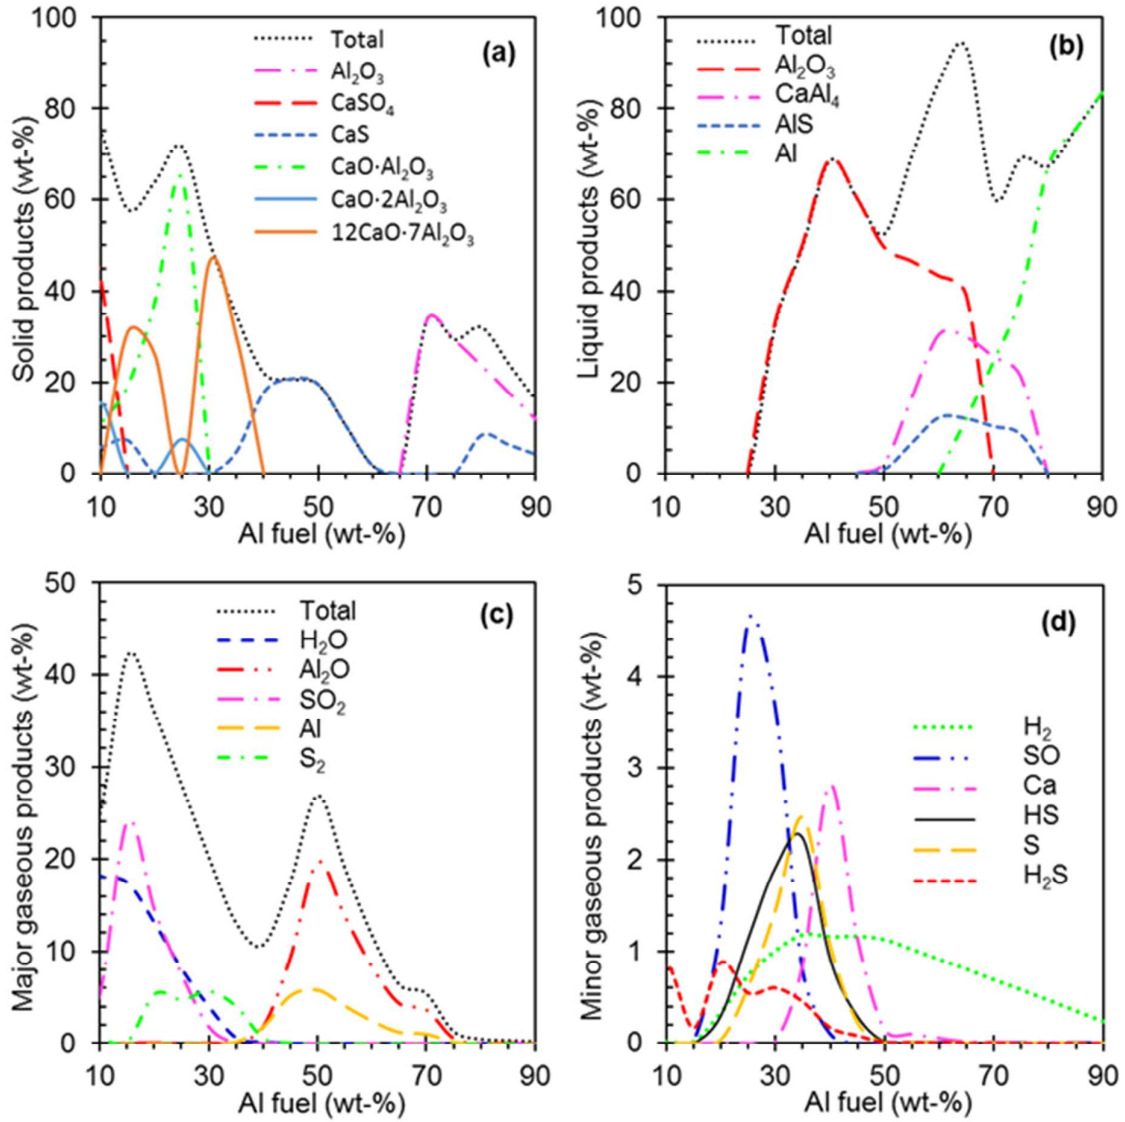 (a)
Total
Al₂O₃
CaSO₄
CaS
CaO·Al₂O₃
CaO·2Al₂O₃
12CaO·7Al₂O₃
Solid products (wt-%)
100
80
60
40
20
0
10 30 50 70 90
Al fuel (wt-%)
(b)
Total
Al₂O₃
CaAl₄
AlS
Al
Liquid products (wt-%)
100
80
60
40
20
0
10 30 50 70 90
Al fuel (wt-%)
(c)
Total
H₂O
Al₂O
SO₂
Al
S₂
Major gaseous products (wt-%)
50
40
30
20
10
0
10 30 50 70 90
Al fuel (wt-%)
(d)
H₂
SO
Ca
HS
S
H₂S
Minor gaseous products (wt-%)
5
4
3
2
1
0
10 30 50 70 90
Al fuel (wt-%)